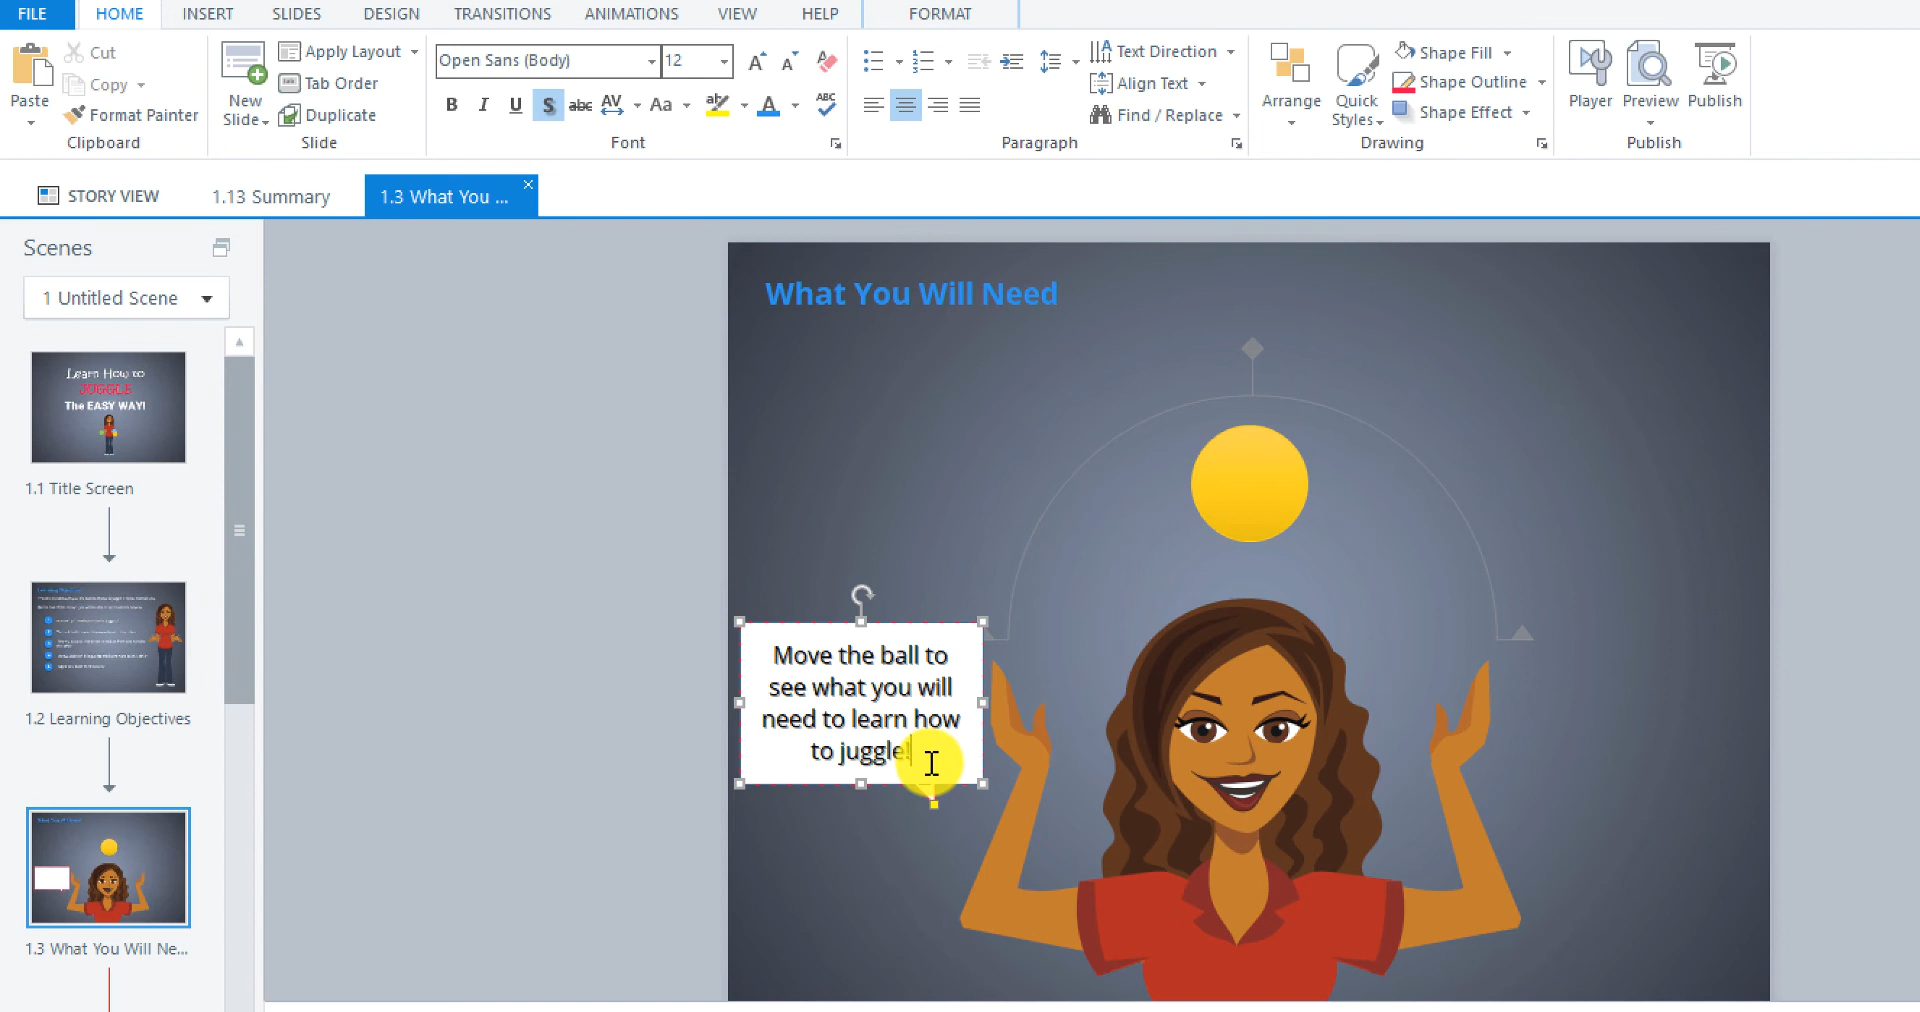 FILE HOME INSERT SLIDES DESIGN TRANSITIONS ANIMATIONS VIEW HELP FORMAT
Paste
Cut
Copy
Format Painter
Clipboard
New
Slide
Apply Layout
Tab Order
Duplicate
Slide
Open Sans (Body) 12
B I U S abc AV Aa ab A ABC
Font
Paragraph
Text Direction
Align Text
Find / Replace
Arrange
Quick
Styles
Shape Fill
Shape Outline
Shape Effect
Drawing
Player
Preview
Publish
Publish
STORY VIEW
1.13 Summary
1.3 What You ...
Scenes
1 Untitled Scene
Learn How to
JUGGLE
The EASY WAY!
1.1 Title Screen
1.2 Learning Objectives
1.3 What You Will Ne...
What You Will Need
Move the ball to
see what you will
need to learn how
to juggle!